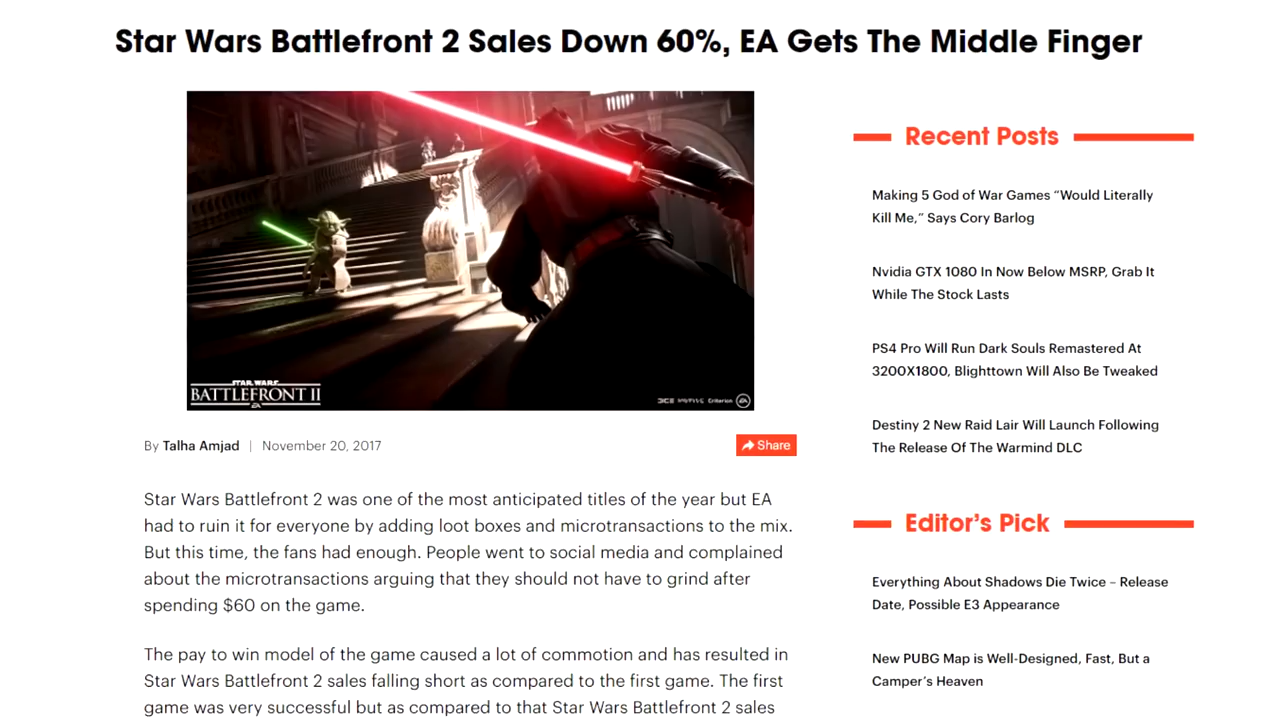 Star Wars Battlefront 2 Sales Down 60%, EA Gets The Middle Finger
STAR WARS
BATTLEFRONT II
EA
DICE MOTIVE Criterion EA
By Talha Amjad | November 20, 2017
Share
Star Wars Battlefront 2 was one of the most anticipated titles of the year but EA
had to ruin it for everyone by adding loot boxes and microtransactions to the mix.
But this time, the fans had enough. People went to social media and complained
about the microtransactions arguing that they should not have to grind after
spending $60 on the game.
The pay to win model of the game caused a lot of commotion and has resulted in
Star Wars Battlefront 2 sales falling short as compared to the first game. The first
game was very successful but as compared to that Star Wars Battlefront 2 sales
Recent Posts
Making 5 God of War Games “Would Literally
Kill Me,” Says Cory Barlog
Nvidia GTX 1080 In Now Below MSRP, Grab It
While The Stock Lasts
PS4 Pro Will Run Dark Souls Remastered At
3200X1800, Blighttown Will Also Be Tweaked
Destiny 2 New Raid Lair Will Launch Following
The Release Of The Warmind DLC
Editor’s Pick
Everything About Shadows Die Twice – Release
Date, Possible E3 Appearance
New PUBG Map is Well-Designed, Fast, But a
Camper’s Heaven